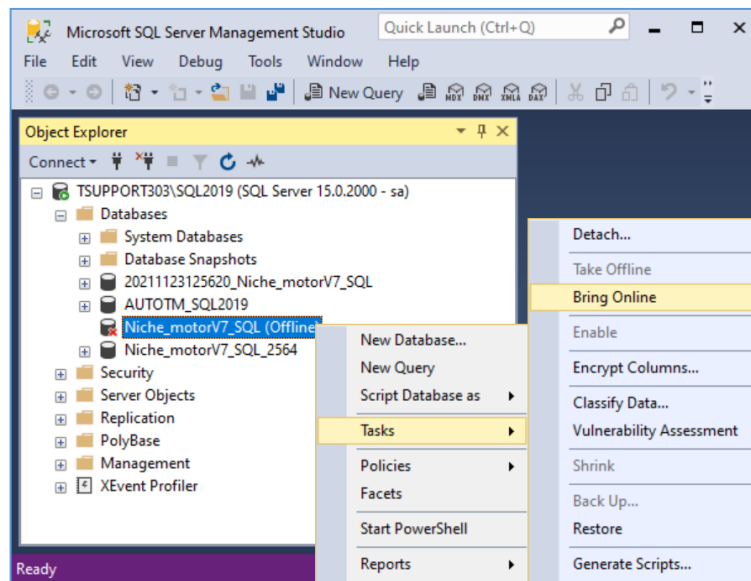 Microsoft SQL Server Management Studio
Quick Launch (Ctrl+Q)
File Edit View Debug Tools Window Help
New Query
MDX DMX XMLA DAX
Object Explorer
Connect
TSUPPORT303\SQL2019 (SQL Server 15.0.2000 - sa)
Databases
System Databases
Database Snapshots
20211123125620_Niche_motorV7_SQL
AUTOTM_SQL2019
Niche_motorV7_SQL (Offline
Niche_motorV7_SQL_2564
Security
Server Objects
Replication
PolyBase
Management
XEvent Profiler
Ready
New Database...
New Query
Script Database as
Tasks
Policies
Facets
Start PowerShell
Reports
Detach...
Take Offline
Bring Online
Enable
Encrypt Columns...
Classify Data...
Vulnerability Assessment
Shrink
Back Up...
Restore
Generate Scripts...